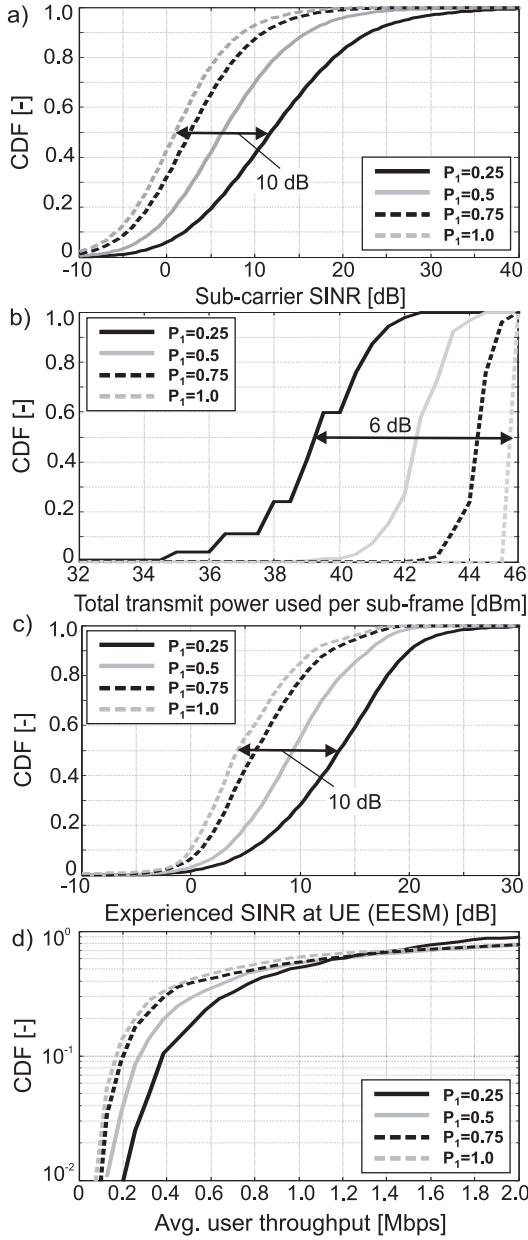 a)
1.0
0.8
0.6
0.4
0.2
0
CDF [-]
10 dB
P1=0.25
P1=0.5
P1=0.75
P1=1.0
-10
0
10
20
30
40
Sub-carrier SINR [dB]
b)
1.0
0.8
0.6
0.4
0.2
0
CDF [-]
P1=0.25
P1=0.5
P1=0.75
P1=1.0
6 dB
32
34
36
38
40
42
44
46
Total transmit power used per sub-frame [dBm]
c)
1.0
0.8
0.6
0.4
0.2
0
CDF [-]
P1=0.25
P1=0.5
P1=0.75
P1=1.0
10 dB
-10
0
10
20
30
Experienced SINR at UE (EESM) [dB]
d)
10^0
10^-1
10^-2
CDF [-]
P1=0.25
P1=0.5
P1=0.75
P1=1.0
0
0.2
0.4
0.6
0.8
1.0
1.2
1.4
1.6
1.8
2.0
Avg. user throughput [Mbps]